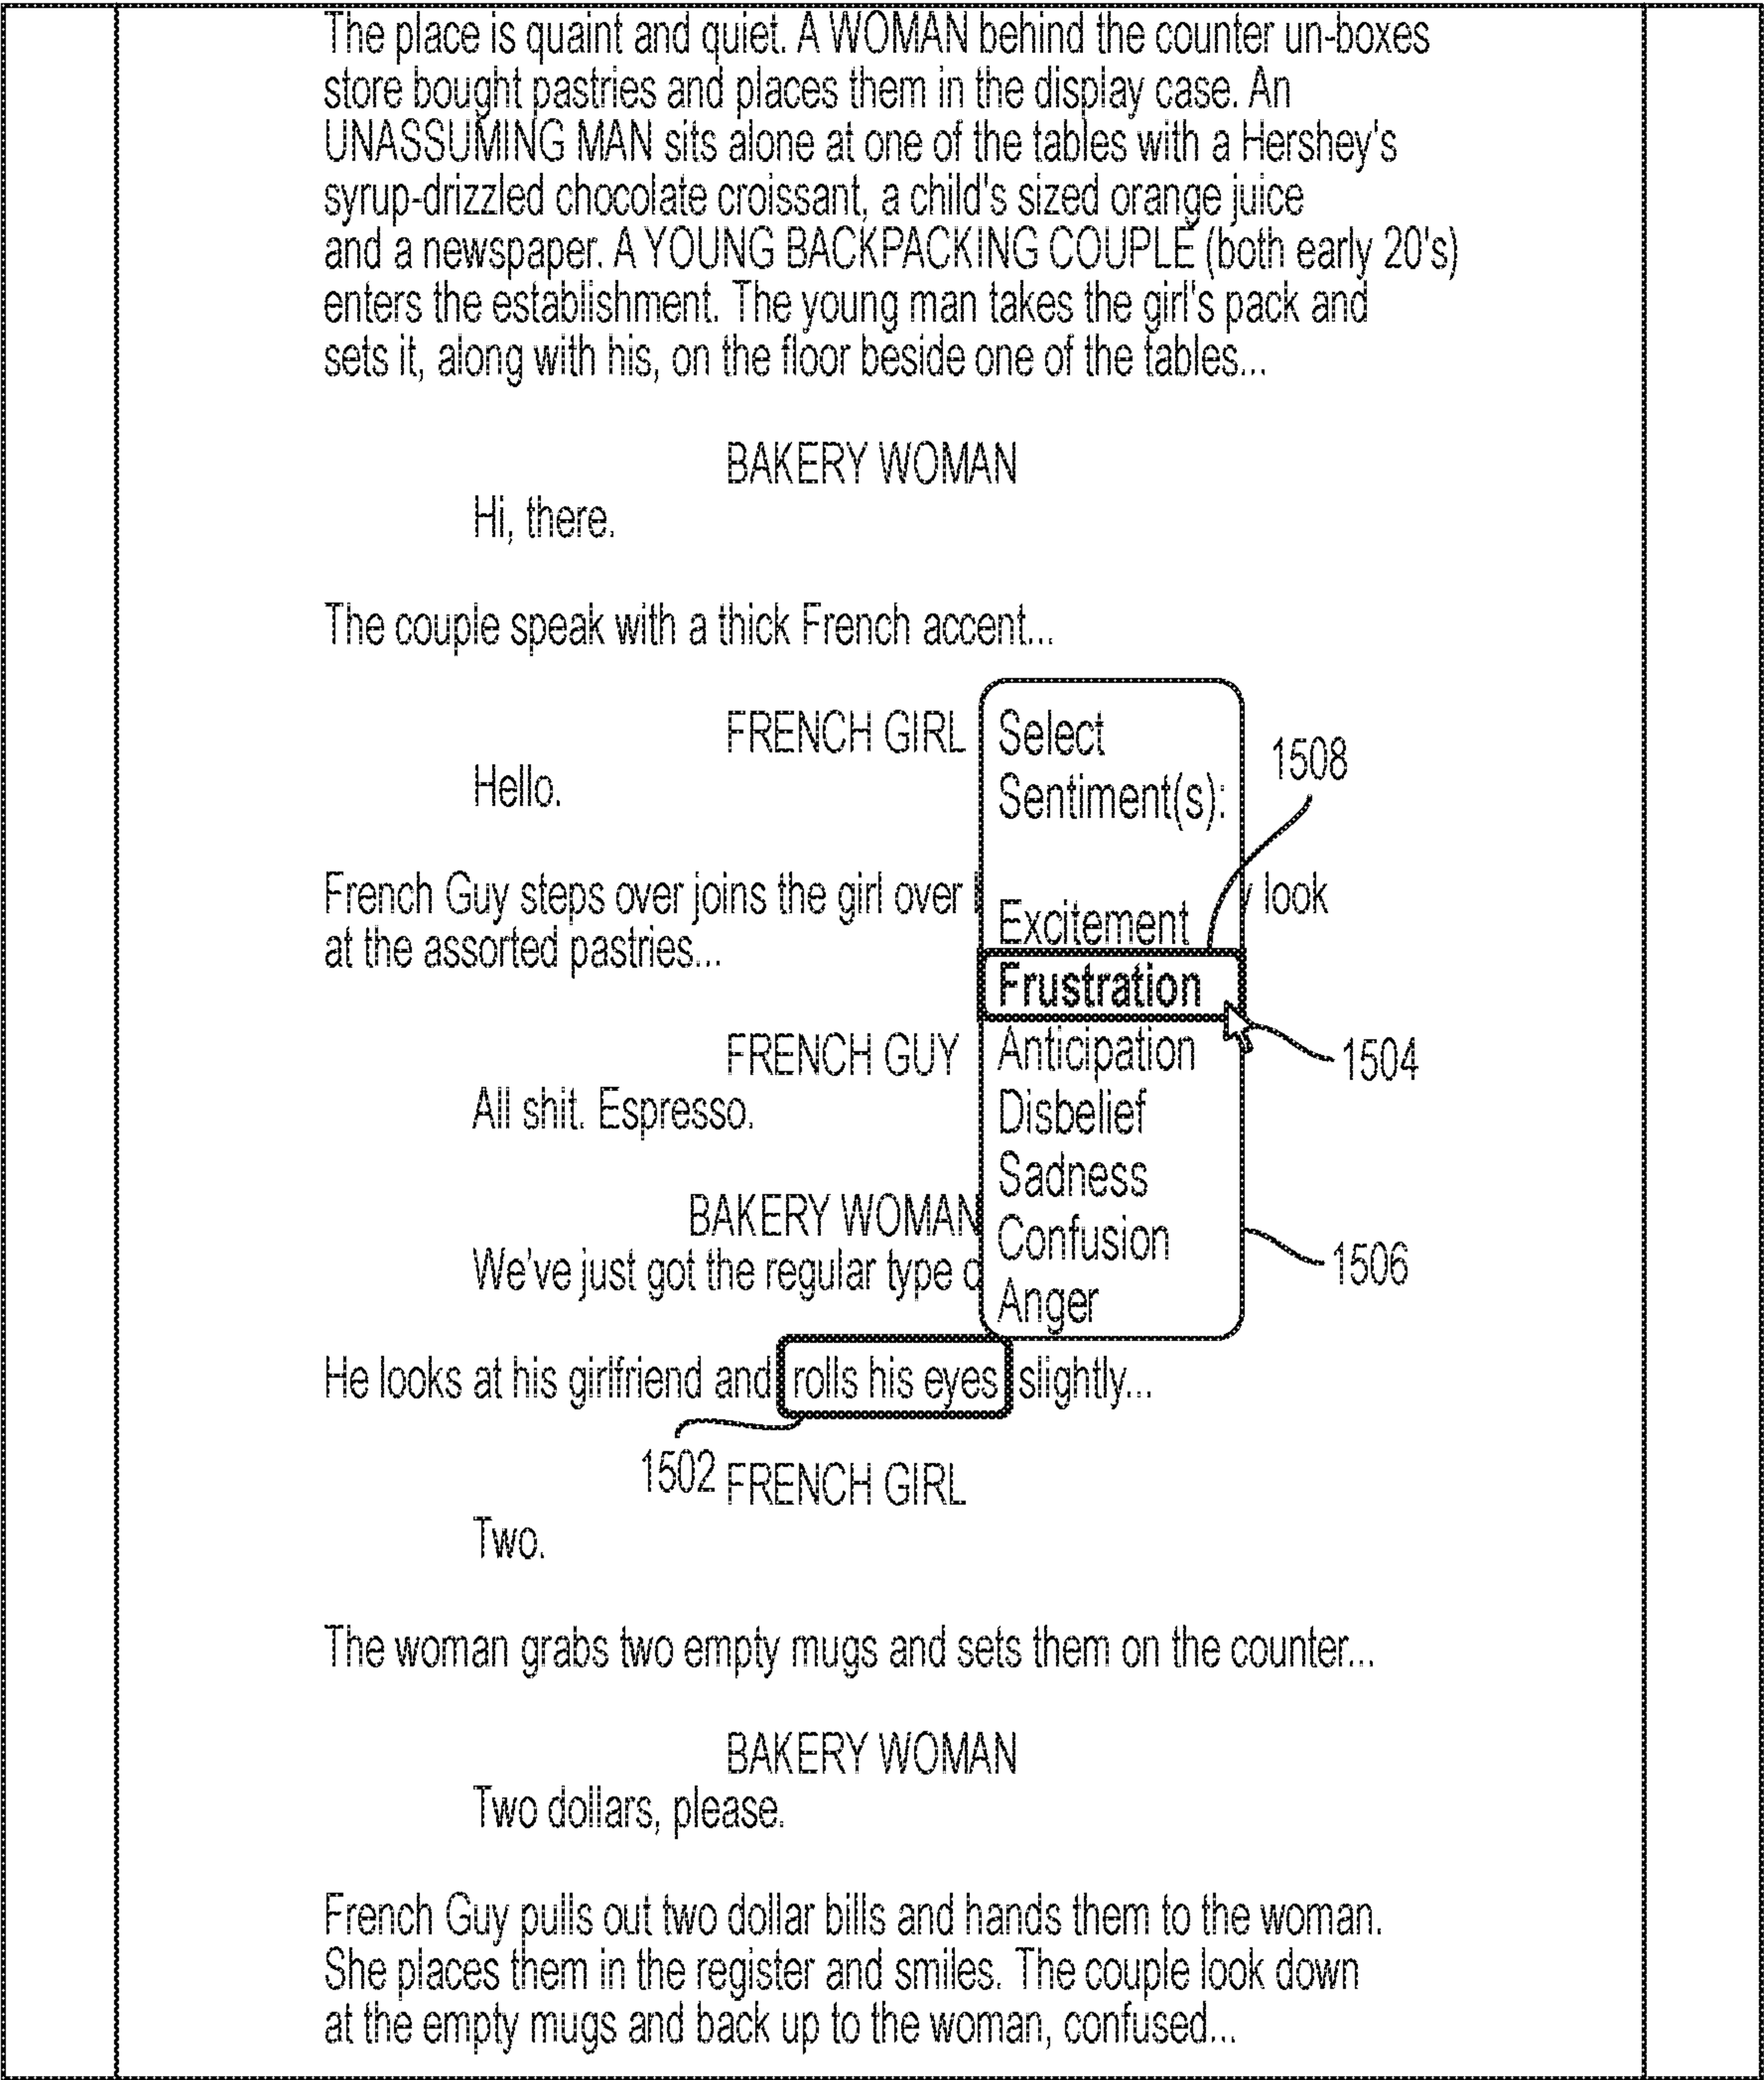 The place is quaint and quiet. A WOMAN behind the counter un-boxes
store bought pastries and places them in the display case. An
UNASSUMING MAN sits alone at one of the tables with a Hershey's
syrup-drizzled chocolate croissant, a child's sized orange juice
and a newspaper. A YOUNG BACKPACKING COUPLE (both early 20's)
enters the establishment. The young man takes the girl's pack and
sets it, along with his, on the floor beside one of the tables...
BAKERY WOMAN
Hi, there.
The couple speak with a thick French accent...
FRENCH GIRL
Hello.
French Guy steps over joins the girl over look
at the assorted pastries...
FRENCH GUY
All shit. Espresso.
BAKERY WOMAN
We've just got the regular type
Select
Sentiment(s):
Excitement
Frustration
Anticipation
Disbelief
Sadness
Confusion
Anger
1508
1504
1506
He looks at his girlfriend and rolls his eyes slightly...
1502
FRENCH GIRL
Two.
The woman grabs two empty mugs and sets them on the counter...
BAKERY WOMAN
Two dollars, please.
French Guy pulls out two dollar bills and hands them to the woman.
She places them in the register and smiles. The couple look down
at the empty mugs and back up to the woman, confused...